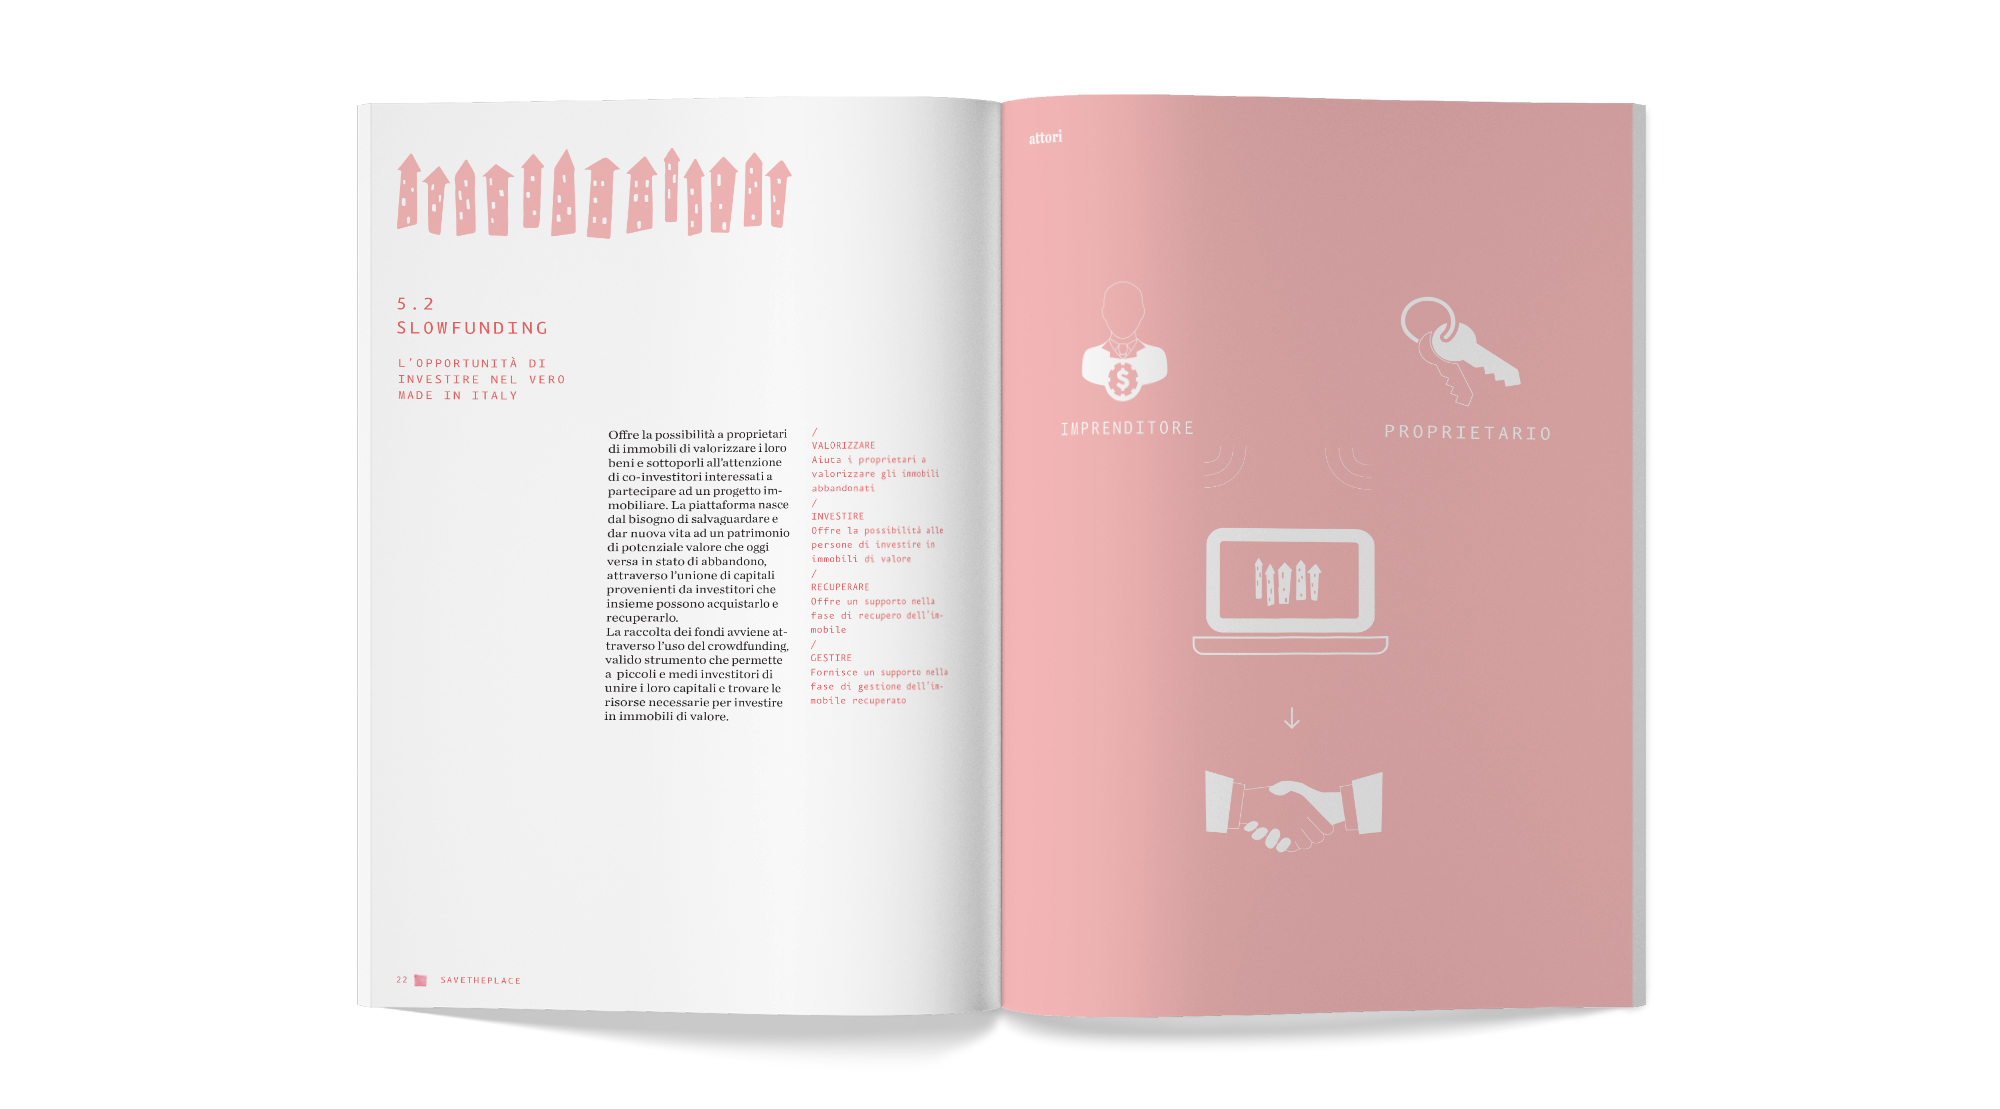 5.2
SLOWFUNDING
L'OPPORTUNITÀ DI
INVESTIRE NEL VERO
MADE IN ITALY
Offre la possibilità a proprietari
di immobili di valorizzare i loro
beni e sottoporli all'attenzione
di co-investitori interessati a
partecipare ad un progetto im-
mobiliare. La piattaforma nasce
dal bisogno di salvaguardare e
dar nuova vita ad un patrimonio
di potenziale valore che oggi
versa in stato di abbandono,
attraverso l'unione di capitali
provenienti da investitori che
insieme possono acquistarlo e
recuperarlo.
La raccolta dei fondi avviene at-
traverso l'uso del crowdfunding,
valido strumento che permette
a piccoli e medi investitori di
unire i loro capitali e trovare le
risorse necessarie per investire
in immobili di valore.
/
VALORIZZARE
Aiuta i proprietari a
valorizzare gli immobili
abbandonati
/
INVESTIRE
Offre la possibilità alle
persone di investire in
immobili di valore
/
RECUPERARE
Offre un supporto nella
fase di recupero dell'im-
mobile
/
GESTIRE
Fornisce un supporto nella
fase di gestione dell'im-
mobile recuperato
22 SAVETHEPLACE
attori
$
IMPRENDITORE
PROPRIETARIO